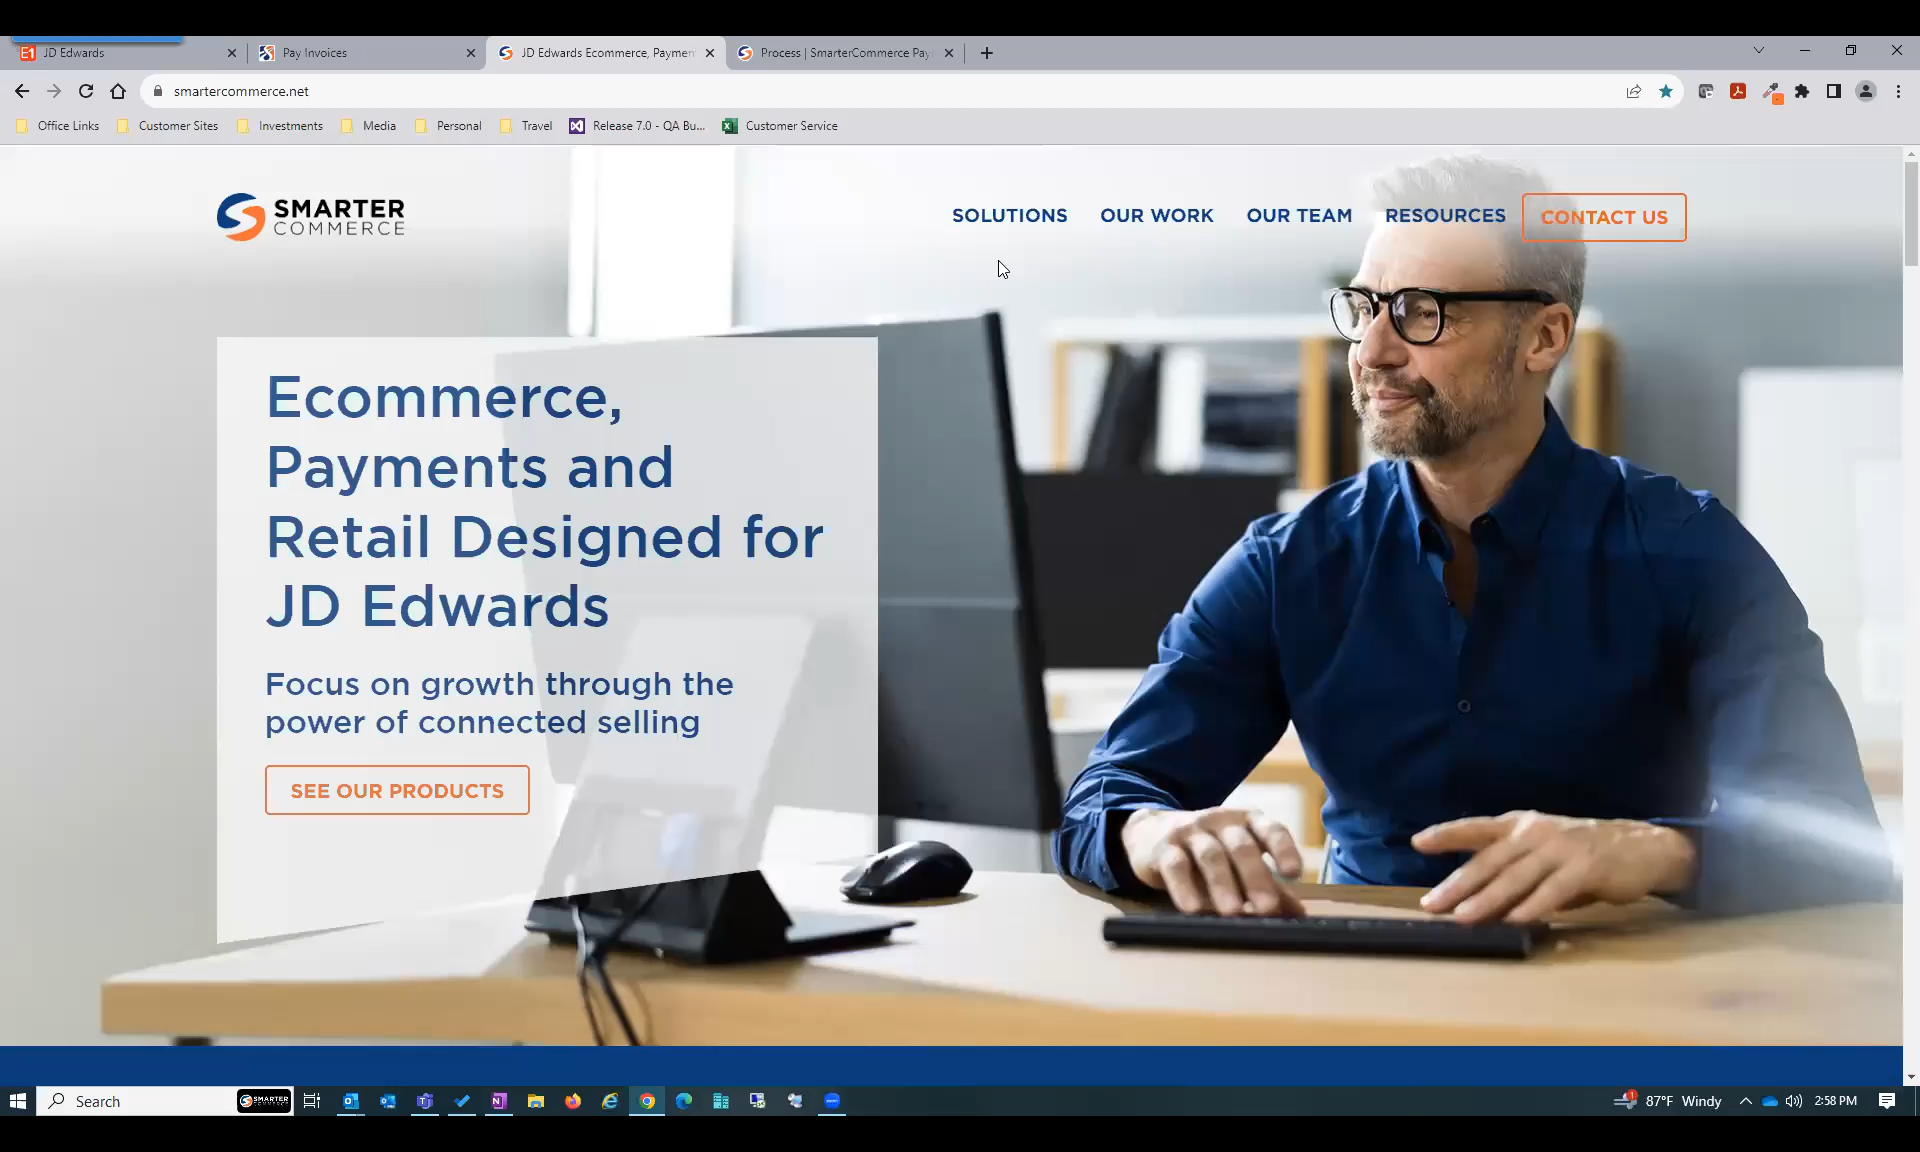 JD Edwards
Pay Invoices
JD Edwards Ecommerce, Paymen
Process | SmarterCommerce Pay
smartercommerce.net
Office Links
Customer Sites
Investments
Media
Personal
Travel
Release 7.0 - QA Bu...
Customer Service
SMARTER
COMMERCE
SOLUTIONS
OUR WORK
OUR TEAM
RESOURCES
CONTACT US
Ecommerce,
Payments and
Retail Designed for
JD Edwards
Focus on growth through the
power of connected selling
SEE OUR PRODUCTS
Search
SMARTER
COMMERCE
87°F Windy
2:58 PM